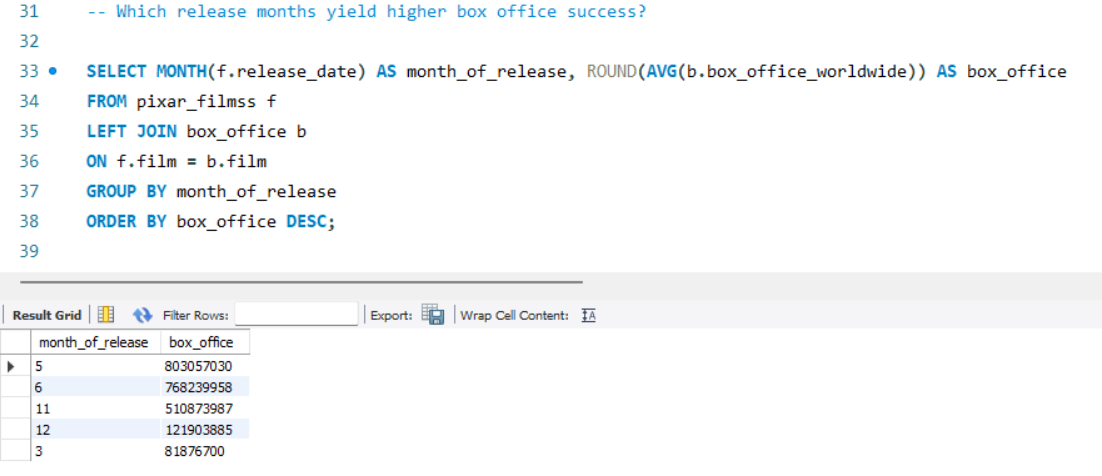 31 -- Which release months yield higher box office success?
32
33 SELECT MONTH(f.release_date) AS month_of_release, ROUND(AVG(b.box_office_worldwide)) AS box_office
34 FROM pixar_filmss f
35 LEFT JOIN box_office b
36 ON f.film = b.film
37 GROUP BY month_of_release
38 ORDER BY box_office DESC;
39
Result Grid Filter Rows: Export: Wrap Cell Content:
month_of_release box_office
5 803057030
6 768239958
11 510873987
12 121903885
3 81876700